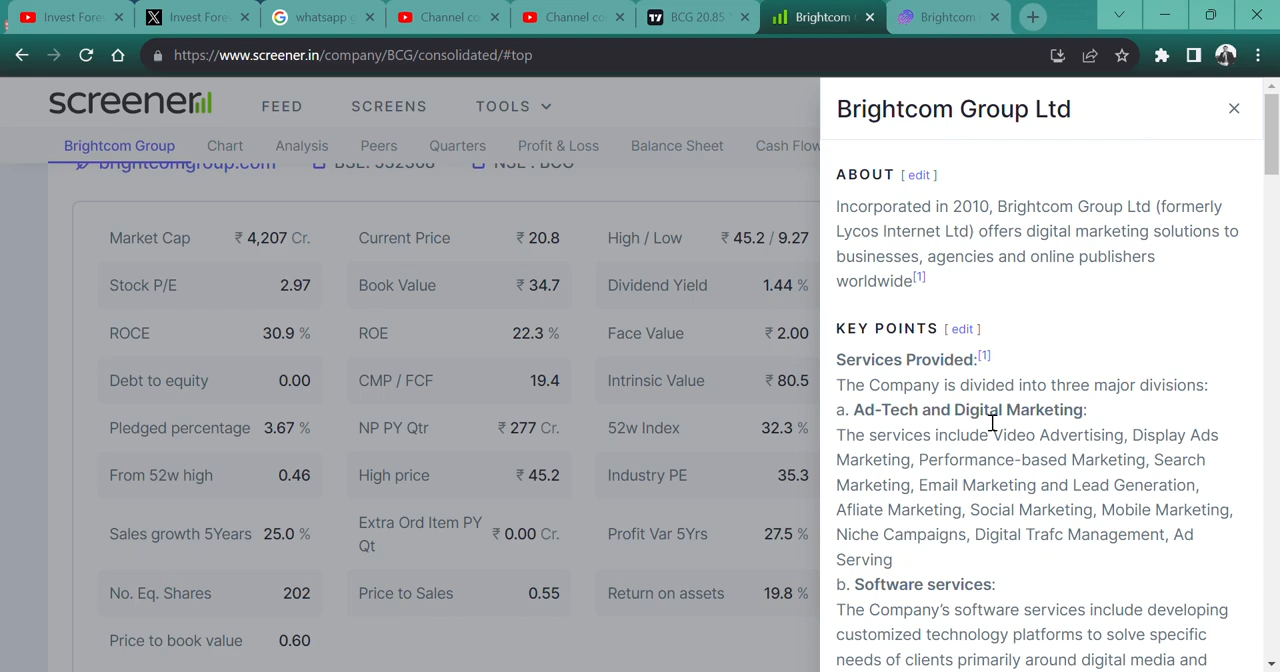 Invest Forev
Invest Forev
whatsapp g
Channel co
Channel co
BCG 20.85
Brightcom
Brightcom
https://www.screener.in/company/BCG/consolidated/#top
screener
FEED
SCREENS
TOOLS
Brightcom Group
Chart
Analysis
Peers
Quarters
Profit & Loss
Balance Sheet
Cash Flow
brightcomgroup.com
BSE: 532368
NSE : BCG
Market Cap ₹ 4,207 Cr.
Current Price ₹ 20.8
High / Low ₹ 45.2 / 9.27
Stock P/E 2.97
Book Value ₹ 34.7
Dividend Yield 1.44 %
ROCE 30.9 %
ROE 22.3 %
Face Value ₹ 2.00
Debt to equity 0.00
CMP / FCF 19.4
Intrinsic Value ₹ 80.5
Pledged percentage 3.67 %
NP PY Qtr ₹ 277 Cr.
52w Index 32.3 %
From 52w high 0.46
High price ₹ 45.2
Industry PE 35.3
Sales growth 5Years 25.0 %
Extra Ord Item PY
Qt ₹ 0.00 Cr.
Profit Var 5Yrs 27.5 %
No. Eq. Shares 202
Price to Sales 0.55
Return on assets 19.8 %
Price to book value 0.60
Brightcom Group Ltd
ABOUT [ edit ]
Incorporated in 2010, Brightcom Group Ltd (formerly
Lycos Internet Ltd) offers digital marketing solutions to
businesses, agencies and online publishers
worldwide[1]
KEY POINTS [ edit ]
Services Provided:[1]
The Company is divided into three major divisions:
a. Ad-Tech and Digital Marketing:
The services include Video Advertising, Display Ads
Marketing, Performance-based Marketing, Search
Marketing, Email Marketing and Lead Generation,
Afliate Marketing, Social Marketing, Mobile Marketing,
Niche Campaigns, Digital Trafc Management, Ad
Serving
b. Software services:
The Company's software services include developing
customized technology platforms to solve specific
needs of clients primarily around digital media and